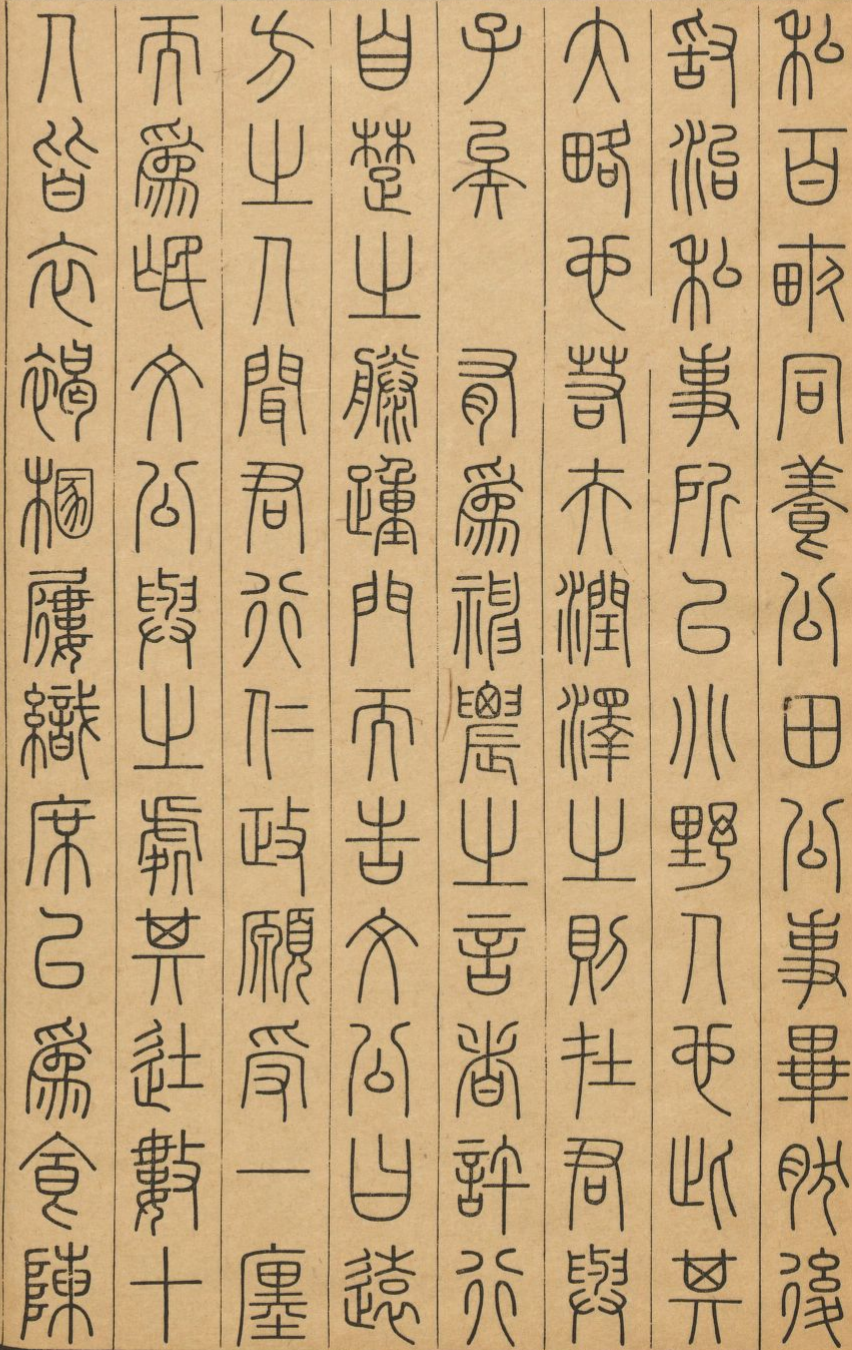 私百畝同養公田公事畢然後
敢治私事所以別野人也此其
大略也若夫潤澤之則在君與
子矣 有爲神農之言者許行
自楚之滕踵門而告文公曰遠
方之人聞君行仁政願受一廛
而爲氓文公與之處其徒數十
人皆衣褐梱屨織席以爲食陳